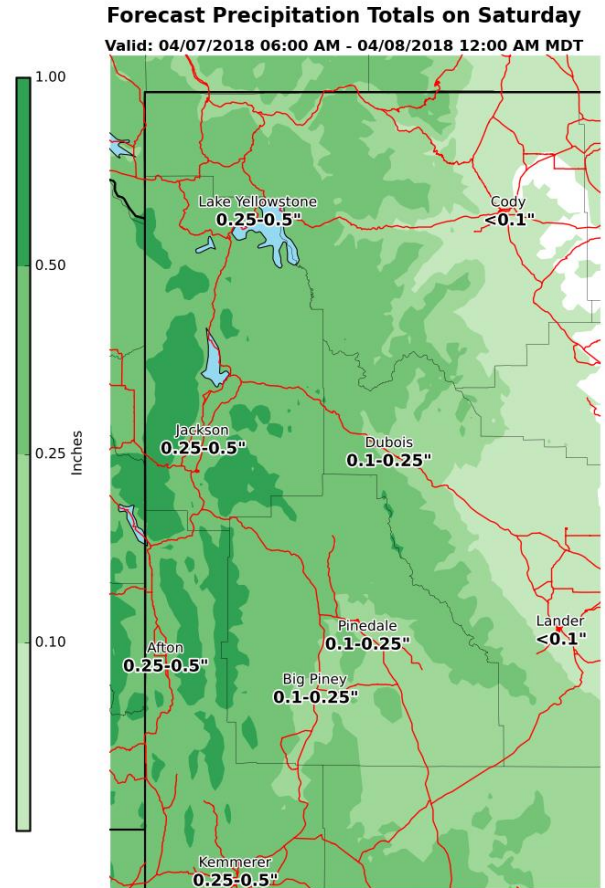 Forecast Precipitation Totals on Saturday
Valid: 04/07/2018 06:00 AM - 04/08/2018 12:00 AM MDT
1.00
0.50
0.25
0.10
Inches
Lake Yellowstone
0.25-0.5"
Cody
<0.1"
Jackson
0.25-0.5"
Dubois
0.1-0.25"
Pinedale
0.1-0.25"
Lander
<0.1"
Afton
0.25-0.5"
Big Piney
0.1-0.25"
Kemmerer
0.25-0.5"